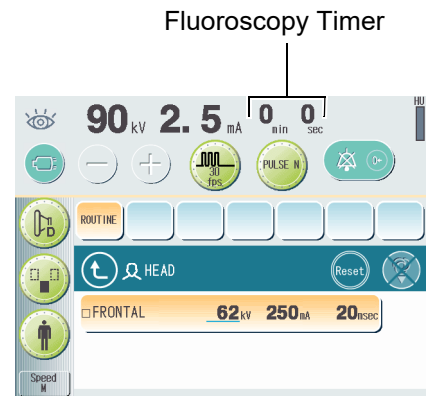 Fluoroscopy Timer
90 kV 2. 5 mA 0 min 0 sec
HU
30 fps
PULSE N
0→
D
ROUTINE
HEAD
Reset
FRONTAL 62 kV 250 mA 20 msec
Speed
M